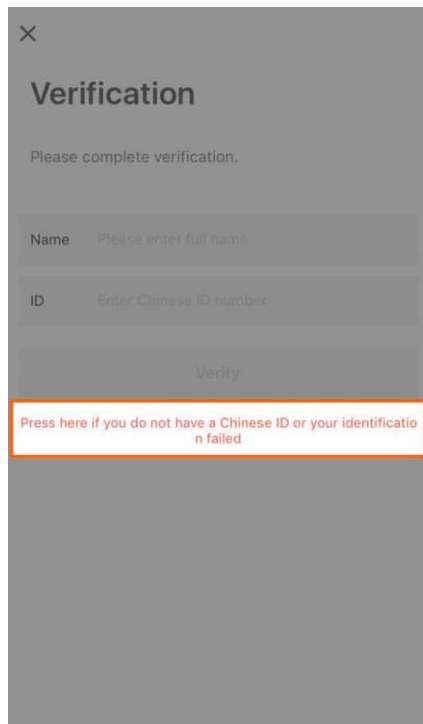 Verification
Please complete verification.
Name Please enter full name
ID Enter Chinese ID number
Verify
Press here if you do not have a Chinese ID or your identificatio
n failed